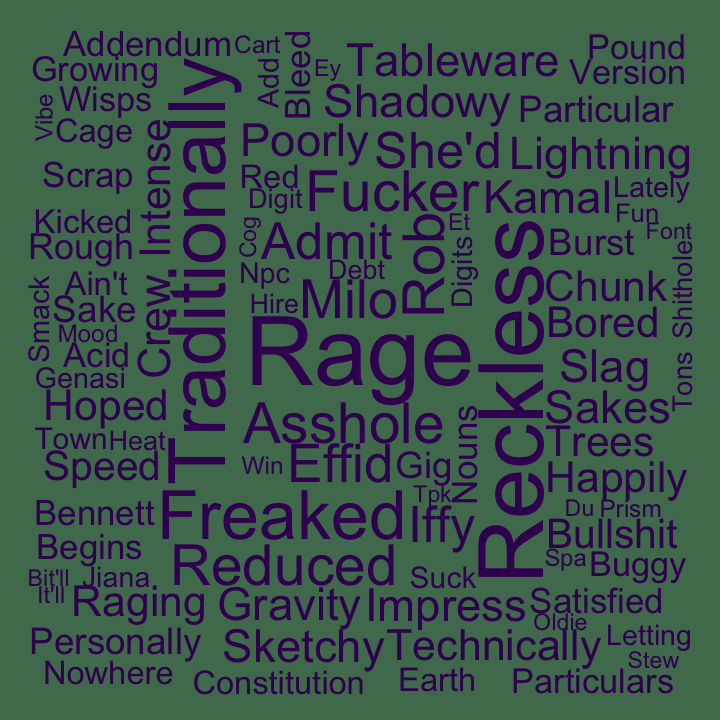 Addendum Cart Bleed Tableware Pound
Growing Add Ey Version
Vibe Wisps Shadowy Particular
Cage Intense Traditionally Poorly She'd Lightning
Scrap Red Fucker Kamal Lately
Digit Fun
Kicked Cog Admit Rob Et Reckless Burst Font
Rough Npc Debt Digits Shithole
Ain't Milo Chunk
Smack Sake Crew Hire Bored
Mood Rage
Acid Slag Tons
Genasi
Hoped Asshole Nouns Sakes
Town Heat Trees
Speed Win Effid Gig Happily
Tpk
Bennett Freaked Iffy Du Prism
Bullshit
Begins Reduced Spa Buggy
Bit'll Jiana Suck
It'll Raging Gravity Impress Satisfied
Oldie
Personally Sketchy Technically Letting
Nowhere Stew
Constitution Earth Particulars